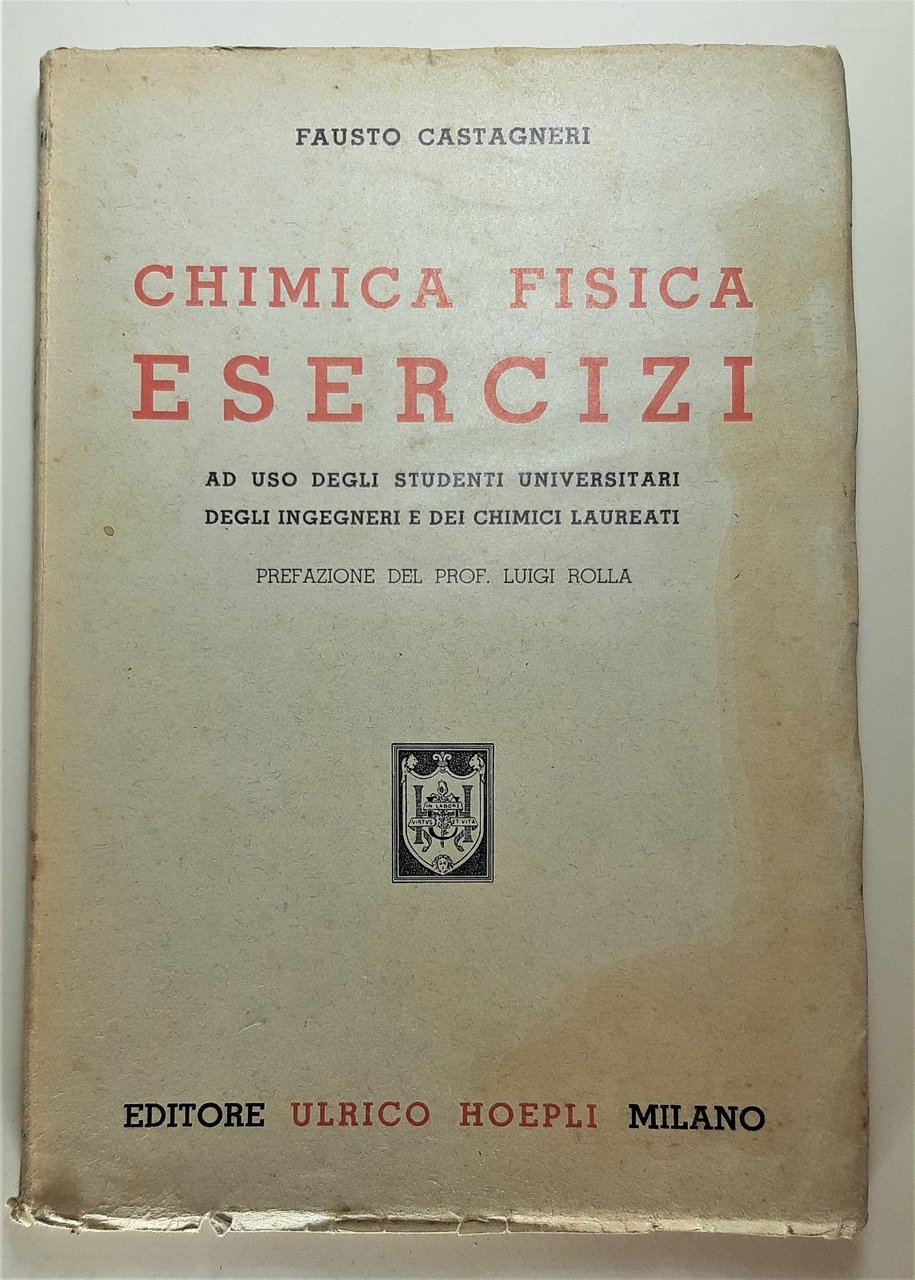 FAUSTO CASTAGNERI
CHIMICA FISICA
ESERCIZI
AD USO DEGLI STUDENTI UNIVERSITARI
DEGLI INGEGNERI E DEI CHIMICI LAUREATI
PREFAZIONE DEL PROF. LUIGI ROLLA
IN LABORE
VIRTVS ET VITA
EDITORE ULRICO HOEPLI MILANO